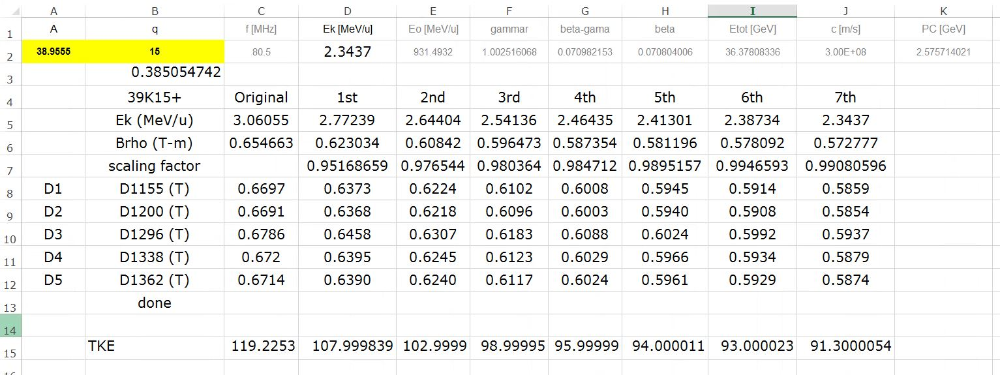 A B C D E F G H I J K
1 A q f [MHz] Ek [MeV/u] Eo [MeV/u] gammar beta-gama beta Etot [GeV] c [m/s] PC [GeV]
2 38.9555 15 80.5 2.3437 931.4932 1.002516068 0.070982153 0.070804006 36.37808336 3.00E+08 2.575714021
3 0.385054742
4 39K15+ Original 1st 2nd 3rd 4th 5th 6th 7th
5 Ek (MeV/u) 3.06055 2.77239 2.64404 2.54136 2.46435 2.41301 2.38734 2.3437
6 Brho (T-m) 0.654663 0.623034 0.60842 0.596473 0.587354 0.581196 0.578092 0.572777
7 scaling factor 0.95168659 0.976544 0.980364 0.984712 0.9895157 0.9946593 0.99080596
8 D1 D1155 (T) 0.6697 0.6373 0.6224 0.6102 0.6008 0.5945 0.5914 0.5859
9 D2 D1200 (T) 0.6691 0.6368 0.6218 0.6096 0.6003 0.5940 0.5908 0.5854
10 D3 D1296 (T) 0.6786 0.6458 0.6307 0.6183 0.6088 0.6024 0.5992 0.5937
11 D4 D1338 (T) 0.672 0.6395 0.6245 0.6123 0.6029 0.5966 0.5934 0.5879
12 D5 D1362 (T) 0.6714 0.6390 0.6240 0.6117 0.6024 0.5961 0.5929 0.5874
13 done
14
15 TKE 119.2253 107.999839 102.9999 98.99995 95.99999 94.000011 93.000023 91.3000054